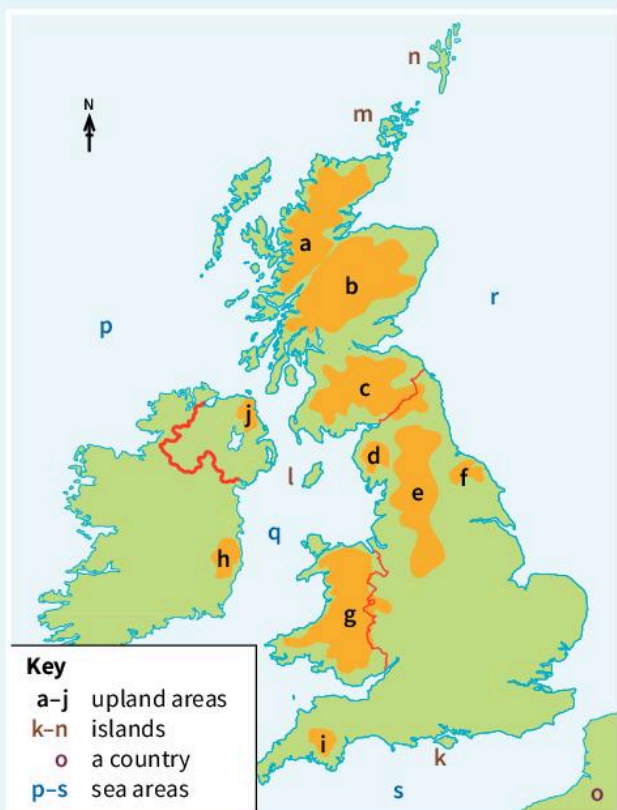 n
N
m
a
b
r
p
c
j
d
f
l
e
q
h
g
Key
a–j upland areas
k–n islands
o a country
p–s sea areas
i
k
s
o